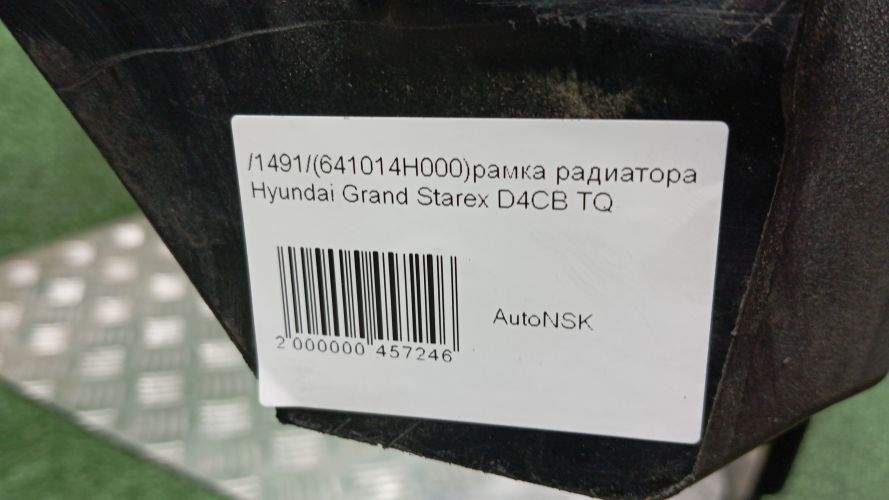 /1491/(641014H000)рамка радиатора
Hyundai Grand Starex D4CB TQ
AutoNSK
2 000000 457246